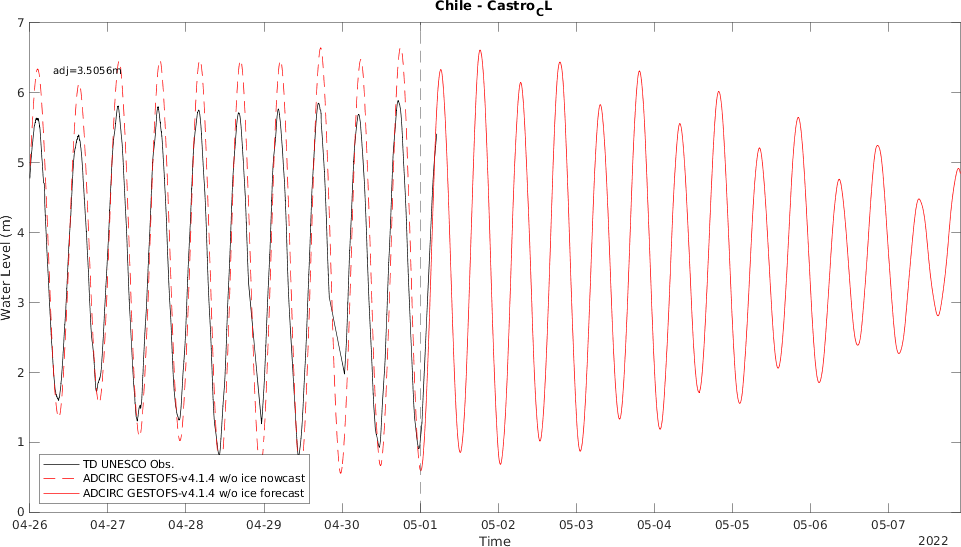 Chile - Castro_CL
7
adj=3.5056m
6
5
4
3
2
1
0
Water Level (m)
TD UNESCO Obs.
ADCIRC GESTOFS-v4.1.4 w/o ice nowcast
ADCIRC GESTOFS-v4.1.4 w/o ice forecast
04-26 04-27 04-28 04-29 04-30 05-01 05-02 05-03 05-04 05-05 05-06 05-07
Time
2022